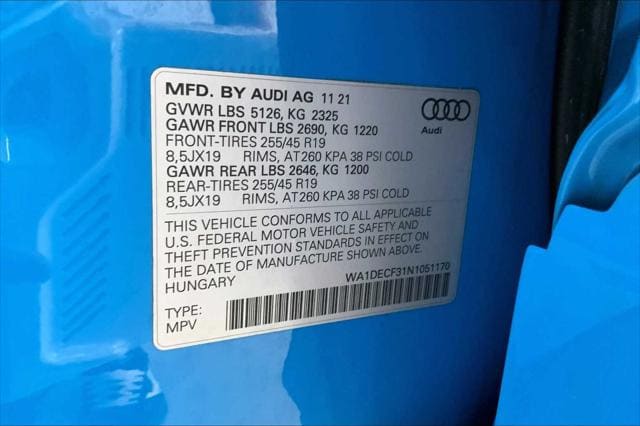 MFD. BY AUDI AG 11 21
GVWR LBS 5126, KG 2325
GAWR FRONT LBS 2690, KG 1220
FRONT-TIRES 255/45 R19
8,5JX19 RIMS, AT260 KPA 38 PSI COLD
GAWR REAR LBS 2646, KG 1200
REAR-TIRES 255/45 R19
8,5JX19 RIMS, AT260 KPA 38 PSI COLD
Audi
THIS VEHICLE CONFORMS TO ALL APPLICABLE
U.S. FEDERAL MOTOR VEHICLE SAFETY AND
THEFT PREVENTION STANDARDS IN EFFECT ON
THE DATE OF MANUFACTURE SHOWN ABOVE.
HUNGARY
WA1DECF31N1051170
TYPE:
MPV